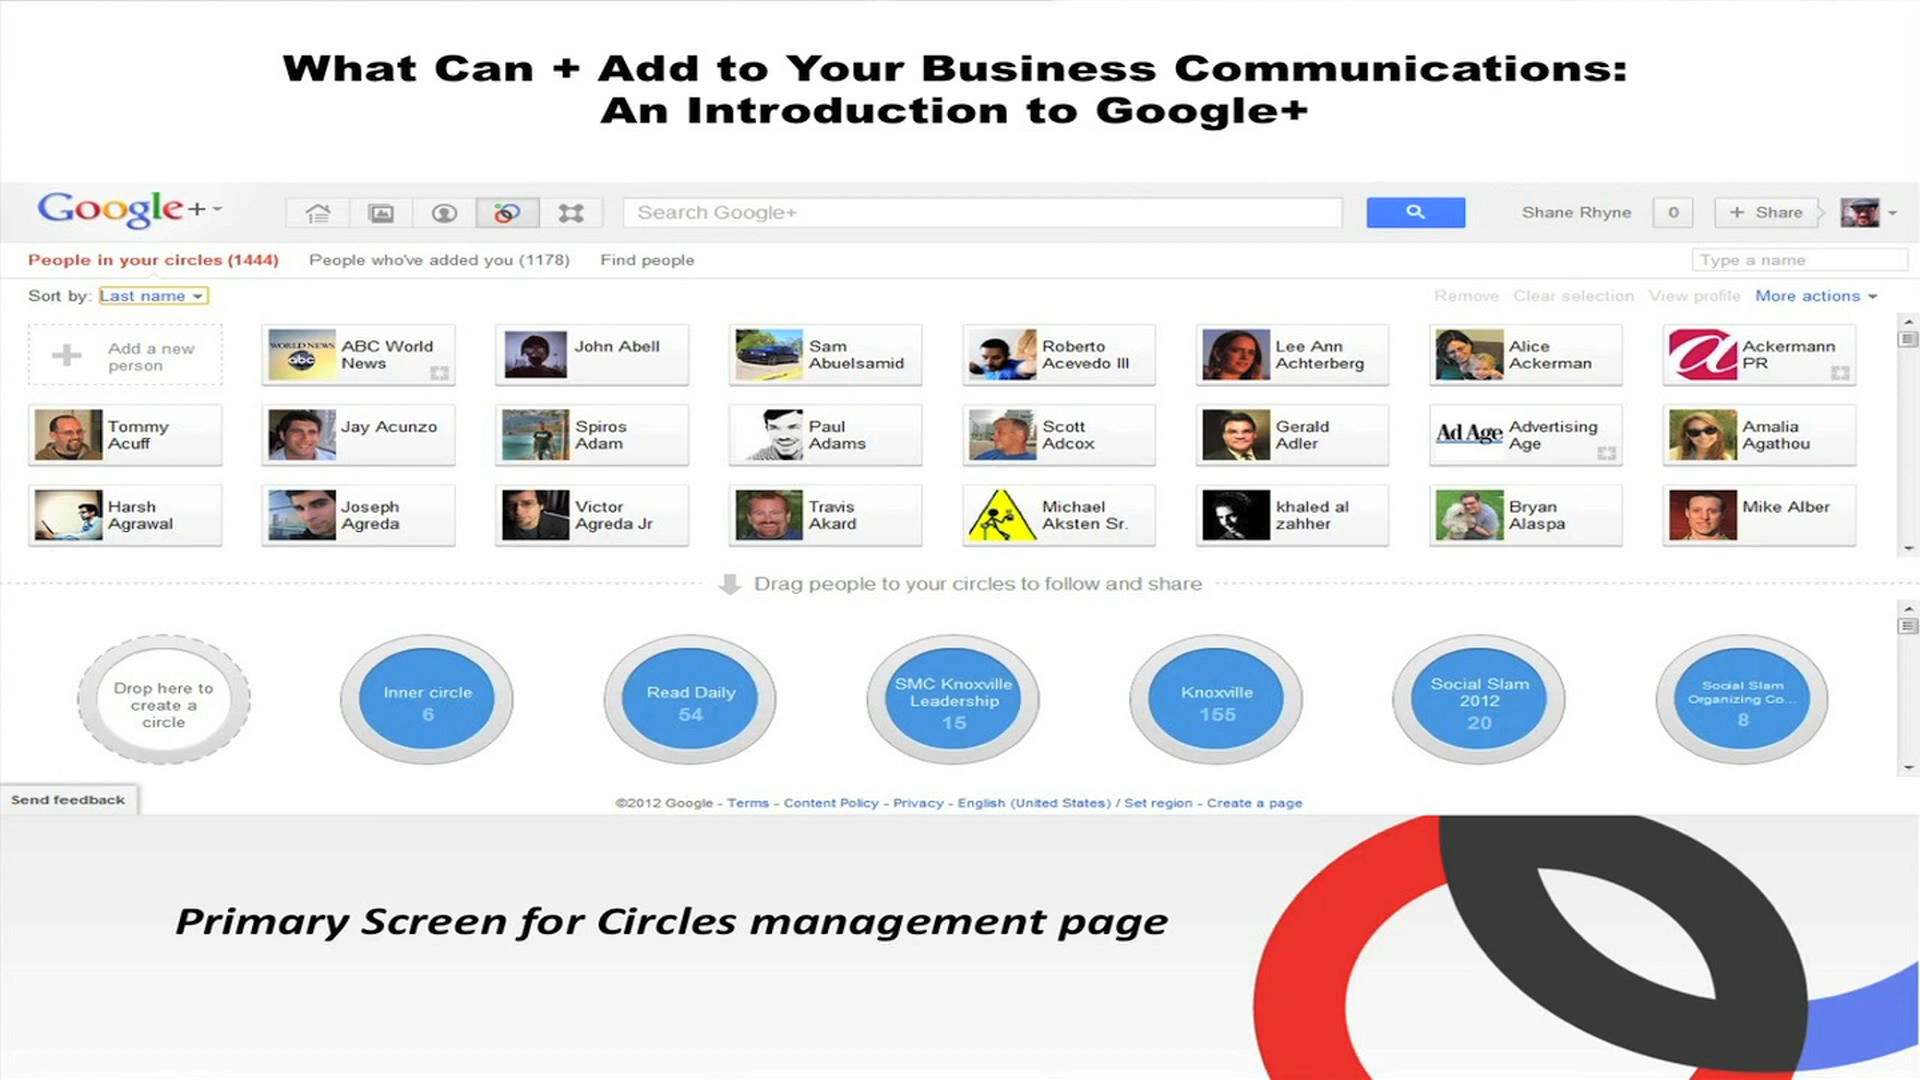 What Can + Add to Your Business Communications:
An Introduction to Google+
Google+
Search Google+
Shane Rhyne
0
+ Share
People in your circles (1444)
People who've added you (1178)
Find people
Type a name
Sort by: Last name
Remove
Clear selection
View profile
More actions
Add a new
person
WORLD NEWS
abc
ABC World
News
John Abell
Sam
Abuelsamid
Roberto
Acevedo III
Lee Ann
Achterberg
Alice
Ackerman
a
Ackermann
PR
Tommy
Acuff
Jay Acunzo
Spiros
Adam
Paul
Adams
Scott
Adcox
Gerald
Adler
Ad Age
Advertising
Age
Amalia
Agathou
Harsh
Agrawal
Joseph
Agreda
Victor
Agreda Jr
Travis
Akard
Michael
Aksten Sr.
khaled al
zahher
Bryan
Alaspa
Mike Alber
Drag people to your circles to follow and share
Drop here to
create a
circle
Inner circle
6
Read Daily
54
SMC Knoxville
Leadership
15
Knoxville
155
Social Slam
2012
20
Social Slam
Organizing Co...
8
Send feedback
©2012 Google - Terms - Content Policy - Privacy - English (United States) / Set region - Create a page
Primary Screen for Circles management page